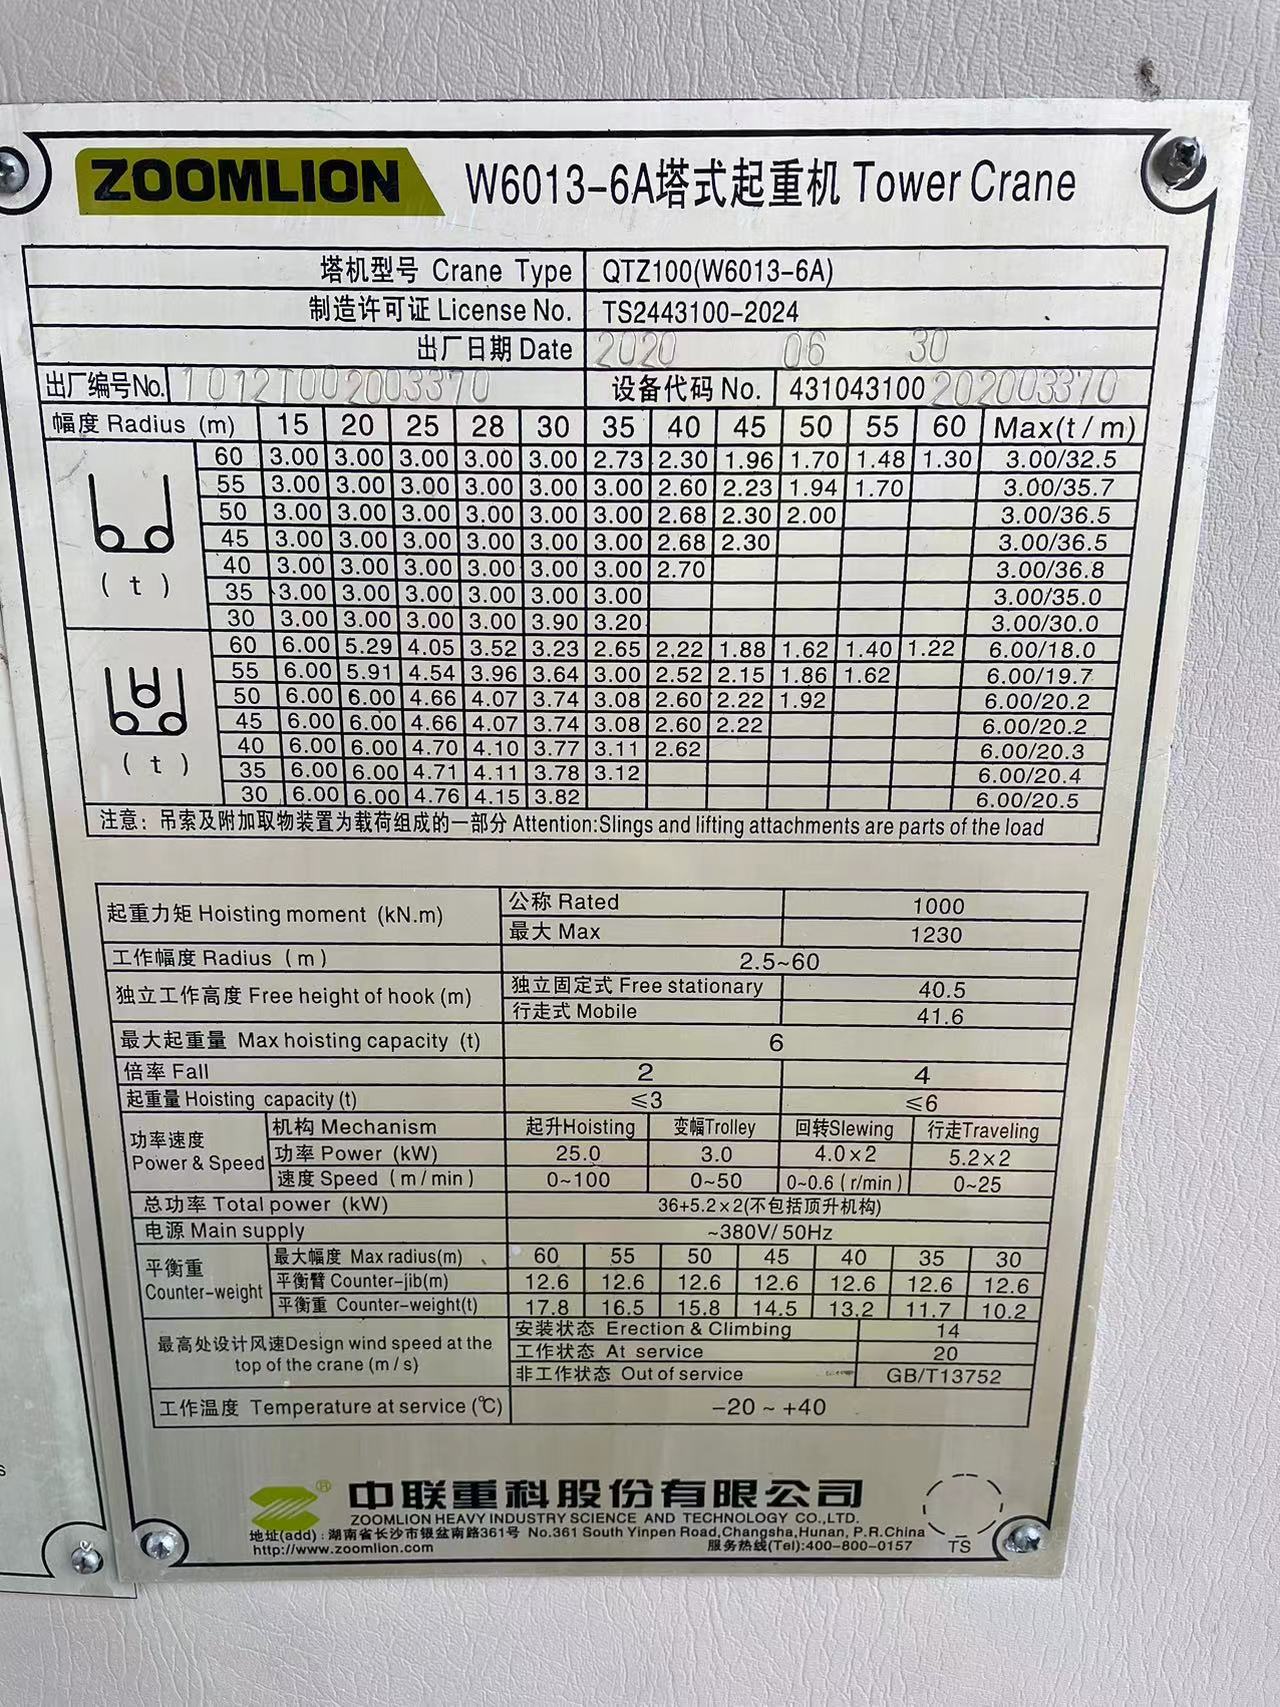 ZOOMLION W6013-6A塔式起重机 Tower Crane
塔机型号 Crane Type QTZ100(W6013-6A)
制造许可证 License No. TS2443100-2024
出厂日期 Date 2020 06 30
出厂编号No. 1012T002003370 设备代码 No. 431043100202003370
幅度 Radius (m) 15 20 25 28 30 35 40 45 50 55 60 Max(t/m)
60 3.00 3.00 3.00 3.00 3.00 2.73 2.30 1.96 1.70 1.48 1.30 3.00/32.5
55 3.00 3.00 3.00 3.00 3.00 3.00 2.60 2.23 1.94 1.70 3.00/35.7
50 3.00 3.00 3.00 3.00 3.00 3.00 2.68 2.30 2.00 3.00/36.5
45 3.00 3.00 3.00 3.00 3.00 3.00 2.68 2.30 3.00/36.5
(t) 40 3.00 3.00 3.00 3.00 3.00 3.00 2.70 3.00/36.8
35 3.00 3.00 3.00 3.00 3.00 3.00 3.00/35.0
30 3.00 3.00 3.00 3.00 3.90 3.20 3.00/30.0
60 6.00 5.29 4.05 3.52 3.23 2.65 2.22 1.88 1.62 1.40 1.22 6.00/18.0
55 6.00 5.91 4.54 3.96 3.64 3.00 2.52 2.15 1.86 1.62 6.00/19.7
50 6.00 6.00 4.66 4.07 3.74 3.08 2.60 2.22 1.92 6.00/20.2
45 6.00 6.00 4.66 4.07 3.74 3.08 2.60 2.22 6.00/20.2
(t) 40 6.00 6.00 4.70 4.10 3.77 3.11 2.62 6.00/20.3
35 6.00 6.00 4.71 4.11 3.78 3.12 6.00/20.4
30 6.00 6.00 4.76 4.15 3.82 6.00/20.5
注意：吊索及附加取物装置为载荷组成的一部分 Attention:Slings and lifting attachments are parts of the load
起重力矩 Hoisting moment (kN.m) 公称 Rated 1000
最大 Max 1230
工作幅度 Radius (m) 2.5~60
独立工作高度 Free height of hook (m) 独立固定式 Free stationary 40.5
行走式 Mobile 41.6
最大起重量 Max hoisting capacity (t) 6
倍率 Fall 2 4
起重量 Hoisting capacity (t) ≤3 ≤6
功率速度 Power & Speed 机构 Mechanism 起升Hoisting 变幅Trolley 回转Slewing 行走Traveling
功率 Power (kW) 25.0 3.0 4.0×2 5.2×2
速度 Speed (m/min) 0~100 0~50 0~0.6 (r/min) 0~25
总功率 Total power (kW) 36+5.2×2(不包括顶升机构)
电源 Main supply ~380V/50Hz
平衡重 Counter-weight 最大幅度 Max radius(m) 60 55 50 45 40 35 30
平衡臂 Counter-jib(m) 12.6 12.6 12.6 12.6 12.6 12.6 12.6
平衡重 Counter-weight(t) 17.8 16.5 15.8 14.5 13.2 11.7 10.2
最高处设计风速Design wind speed at the top of the crane (m/s) 安装状态 Erection & Climbing 14
工作状态 At service 20
非工作状态 Out of service GB/T13752
工作温度 Temperature at service (℃) -20 ~ +40
® 中联重科股份有限公司
ZOOMLION HEAVY INDUSTRY SCIENCE AND TECHNOLOGY CO.,LTD.
地址(add)：湖南省长沙市银盆南路361号 No.361 South Yinpen Road,Changsha,Hunan, P.R.China
http://www.zoomlion.com 服务热线(Tel):400-800-0157 TS
s